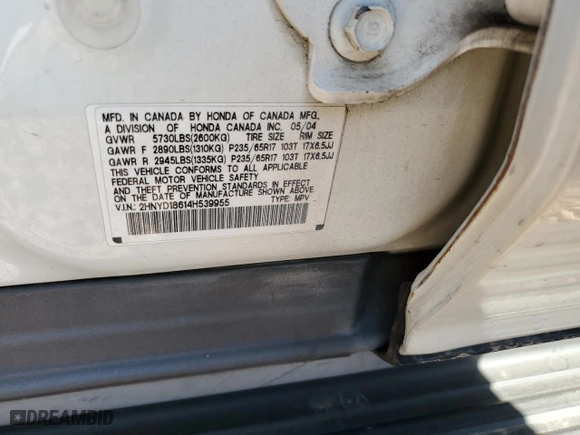 MFD. IN CANADA BY HONDA OF CANADA MFG.,
A DIVISION OF HONDA CANADA INC. 05/04
GVWR 5730LBS(2600KG) TIRE SIZE RIM SIZE
GAWR F 2890LBS(1310KG) P235/65R17 103T 17X6.5JJ
GAWR R 2945LBS(1335KG) P235/65R17 103T 17X6.5JJ
THIS VEHICLE CONFORMS TO ALL APPLICABLE
FEDERAL MOTOR VEHICLE SAFETY
AND THEFT PREVENTION STANDARDS IN EFFECT
ON THE DATE OF MANUFACTURE SHOWN ABOVE.
V.I.N.: 2HNYD18614H539955 TYPE: MPV
DREAMBID